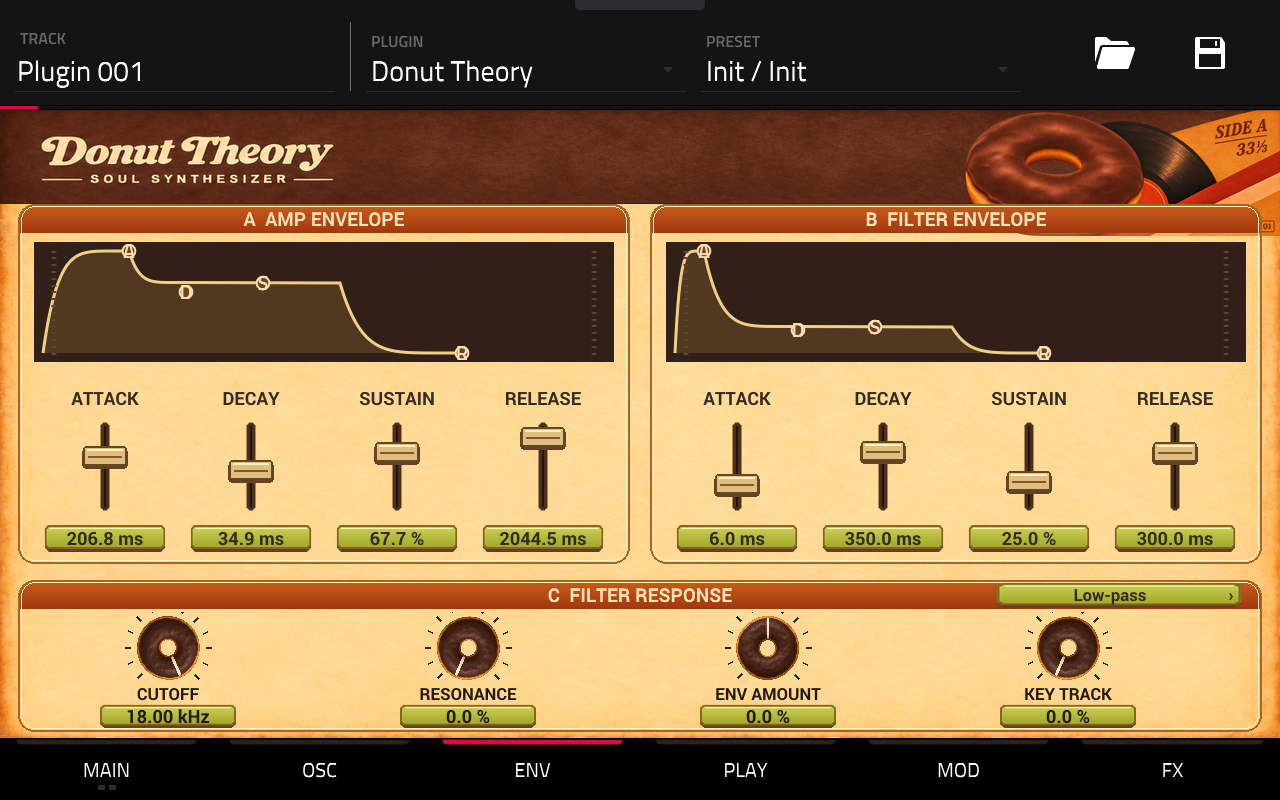 TRACK
Plugin 001
PLUGIN
Donut Theory
PRESET
Init / Init
Donut Theory
SOUL SYNTHESIZER
SIDE A
33⅓
01
A AMP ENVELOPE
A
D
S
R
ATTACK DECAY SUSTAIN RELEASE
206.8 ms 34.9 ms 67.7 % 2044.5 ms
B FILTER ENVELOPE
A
D
S
R
ATTACK DECAY SUSTAIN RELEASE
6.0 ms 350.0 ms 25.0 % 300.0 ms
C FILTER RESPONSE
Low-pass ›
CUTOFF RESONANCE ENV AMOUNT KEY TRACK
18.00 kHz 0.0 % 0.0 % 0.0 %
MAIN OSC ENV PLAY MOD FX